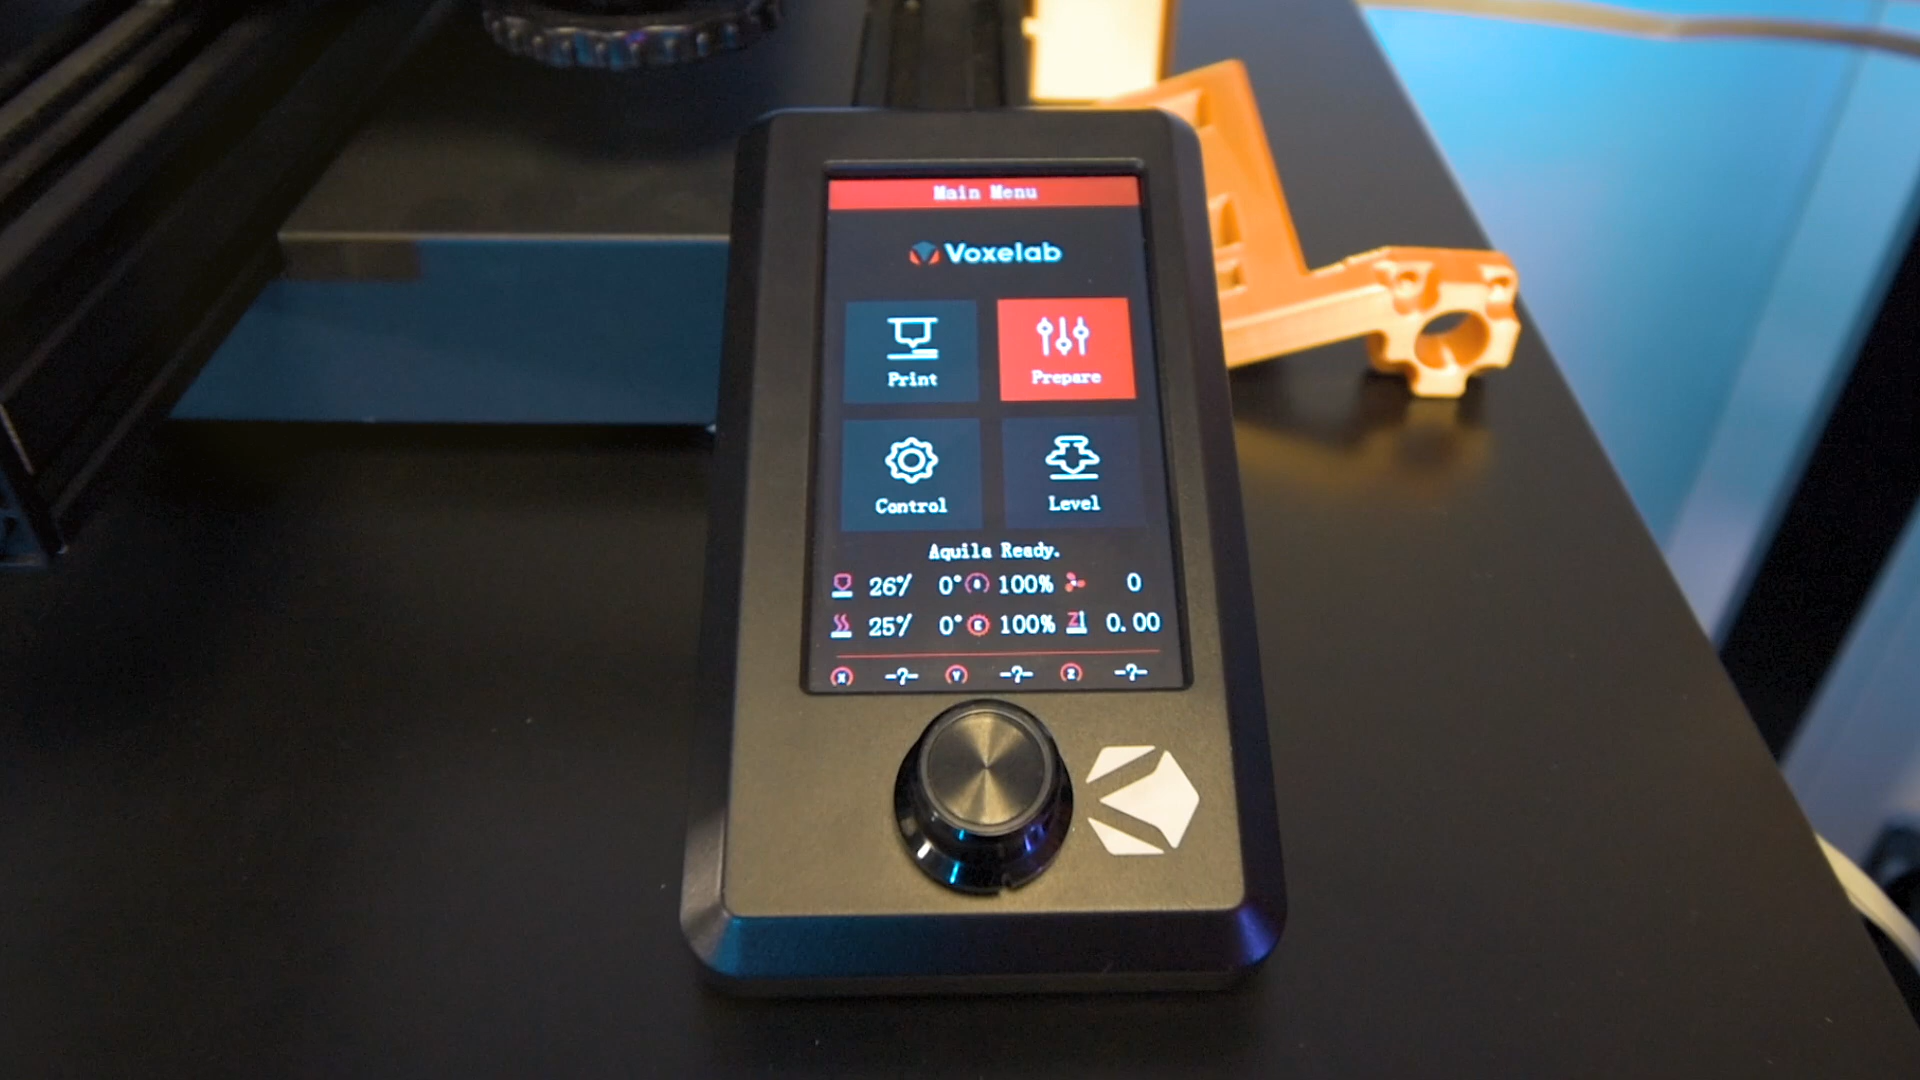 Main Menu
Voxelab
Print
Prepare
Control
Level
Aquila Ready.
26°/ 0° 100% 0
25°/ 0° E 100% Z 0.00
X -?- Y -?- Z -?-